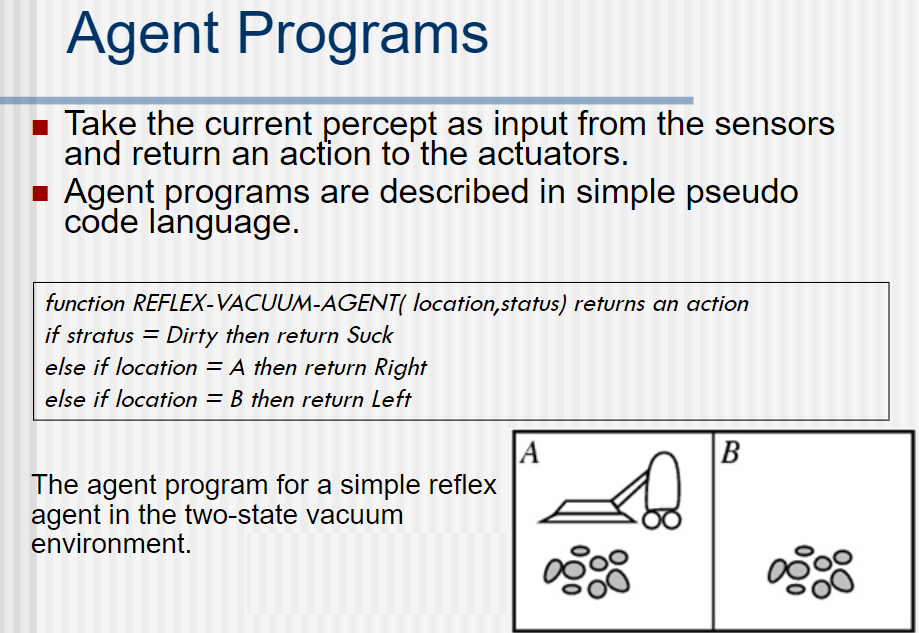 Agent Programs
Take the current percept as input from the sensors
and return an action to the actuators.
Agent programs are described in simple pseudo
code language.
function REFLEX-VACUUM-AGENT( location,status) returns an action
if stratus = Dirty then return Suck
else if location = A then return Right
else if location = B then return Left
The agent program for a simple reflex
agent in the two-state vacuum
environment.
A
B